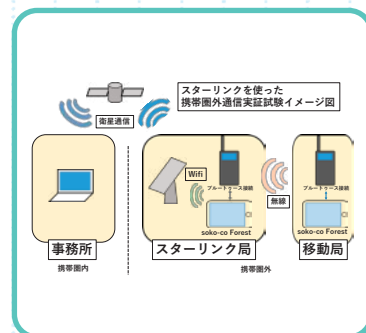 スターリンクを使った
携帯圏外通信実証試験イメージ図
衛星通信
Wifi
ブルートゥース接続
無線
ブルートゥース接続
soko-co Forest
soko-co Forest
事務所
スターリンク局
移動局
携帯圏内
携帯圏外